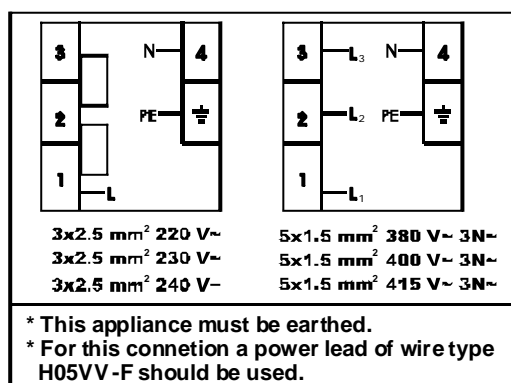 3 N 4
2 PE
1 L
3 L₃ N 4
2 L₂ PE
1 L₁
3x2.5 mm² 220 V~
3x2.5 mm² 230 V~
3x2.5 mm² 240 V~
5x1.5 mm² 380 V~ 3N~
5x1.5 mm² 400 V~ 3N~
5x1.5 mm² 415 V~ 3N~
* This appliance must be earthed.
* For this connetion a power lead of wire type
H05VV-F should be used.